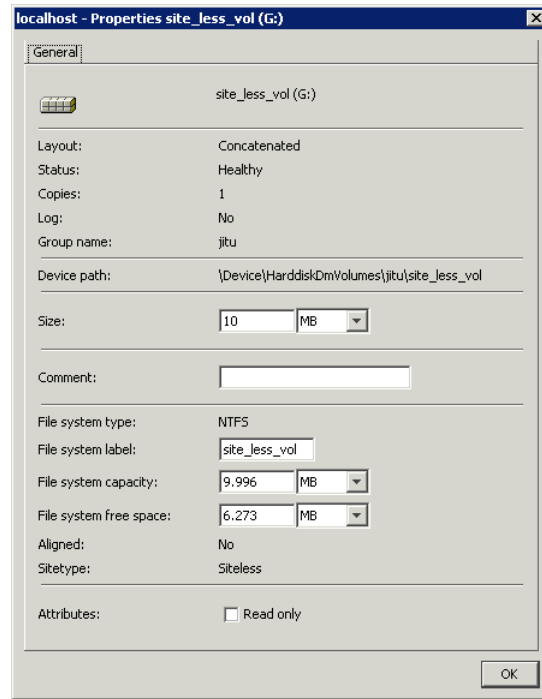 localhost - Properties site_less_vol (G:)
General
site_less_vol (G:)
Layout: Concatenated
Status: Healthy
Copies: 1
Log: No
Group name: jitu
Device path: \Device\HarddiskDmVolumes\jitu\site_less_vol
Size: 10 MB
Comment:
File system type: NTFS
File system label: site_less_vol
File system capacity: 9.996 MB
File system free space: 6.273 MB
Aligned: No
Sitetype: Siteless
Attributes: Read only
OK